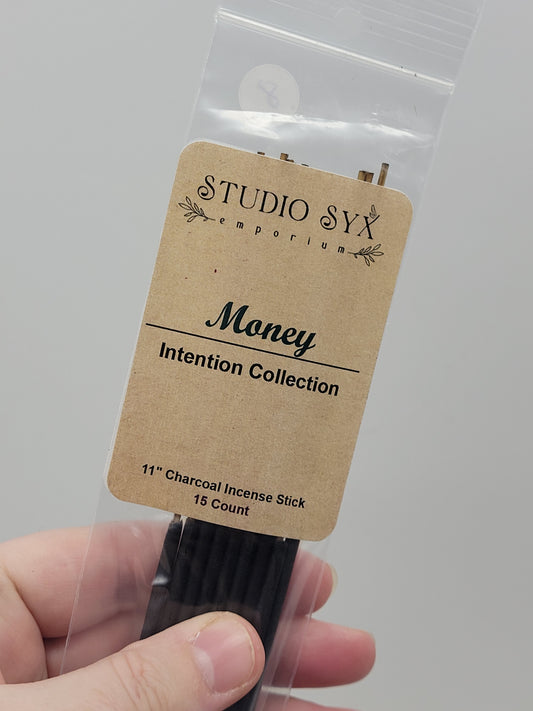 STUDIO SYX
emporium
Money
Intention Collection
11" Charcoal Incense Stick
15 Count